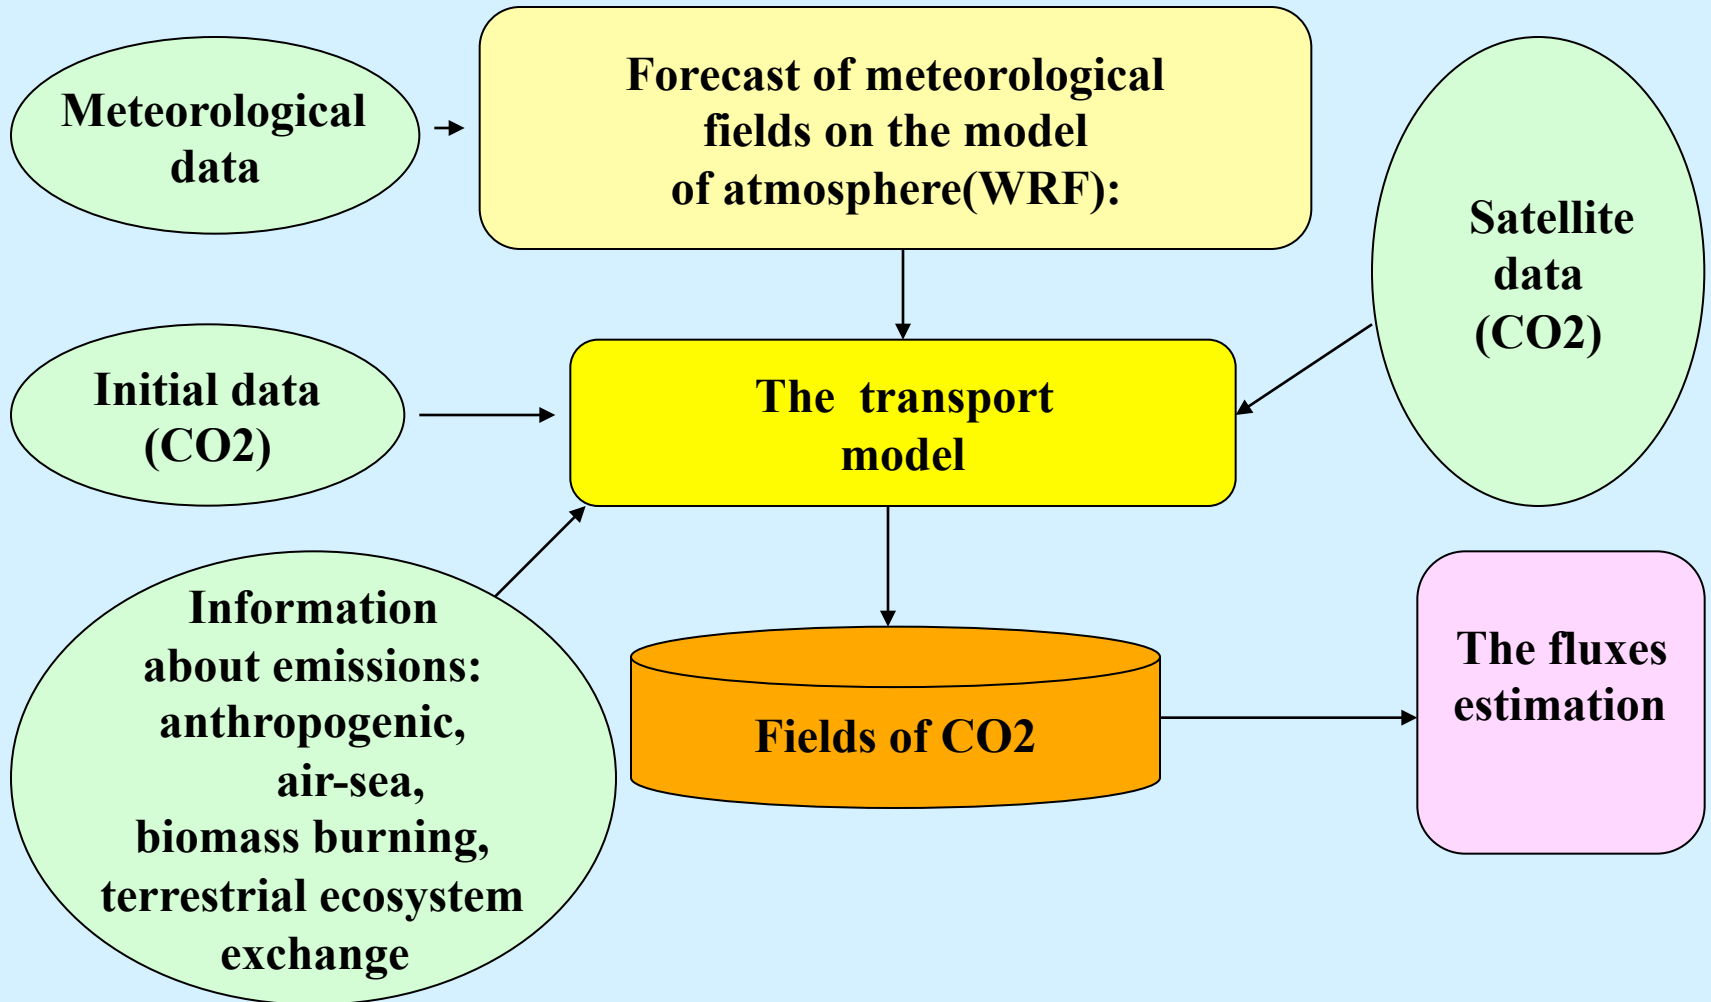 Meteorological
data
Forecast of meteorological
fields on the model
of atmosphere(WRF):
Satellite
data
(CO2)
Initial data
(CO2)
The transport
model
Information
about emissions:
anthropogenic,
air-sea,
biomass burning,
terrestrial ecosystem
exchange
Fields of CO2
The fluxes
estimation